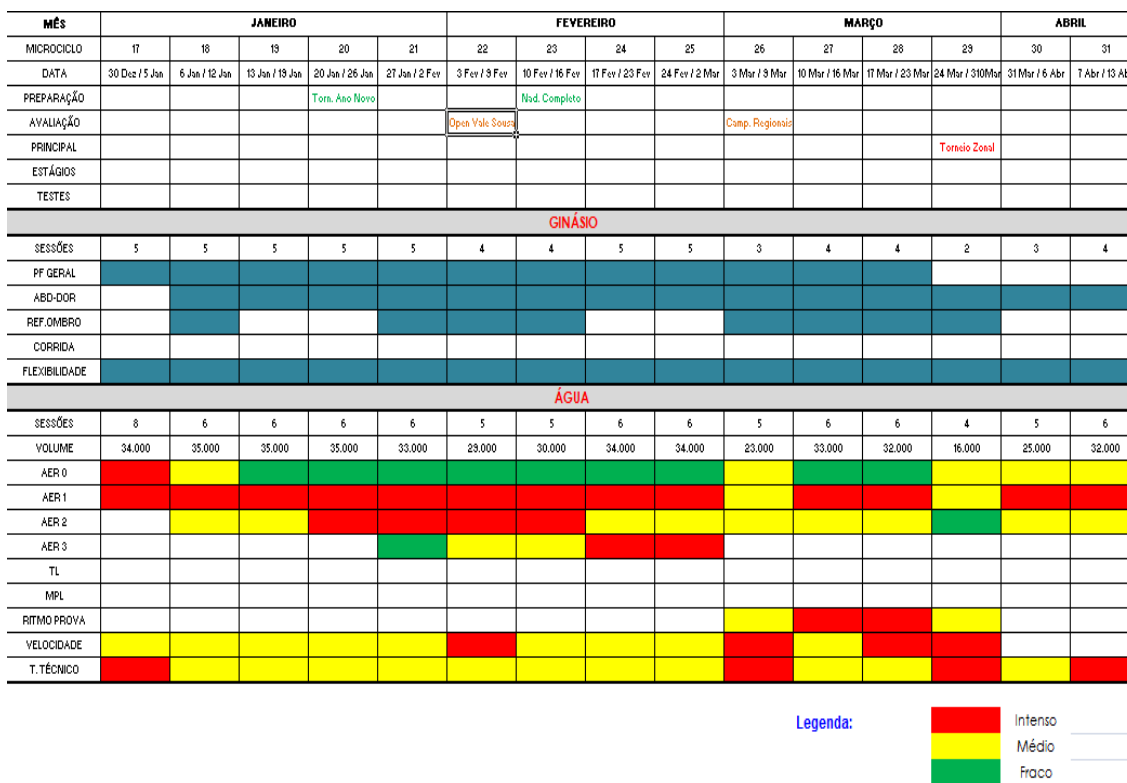 MÊS JANEIRO FEVEREIRO MARÇO ABRIL
MICROCICLO 17 18 19 20 21 22 23 24 25 26 27 28 29 30 31
DATA 30 Dez / 5 Jan 6 Jan / 12 Jan 13 Jan / 19 Jan 20 Jan / 26 Jan 27 Jan / 2 Fev 3 Fev / 9 Fev 10 Fev / 16 Fev 17 Fev / 23 Fev 24 Fev / 2 Mar 3 Mar / 9 Mar 10 Mar / 16 Mar 17 Mar / 23 Mar 24 Mar / 310Mar 31 Mar / 6 Abr 7 Abr / 13 Ab
PREPARAÇÃO Torn. Ano Novo Nad. Completo
AVALIAÇÃO Open Vale Sousa Camp. Regionais
PRINCIPAL Torneio Zonal
ESTÁGIOS
TESTES
GINÁSIO
SESSÕES 5 5 5 5 5 4 4 5 5 3 4 4 2 3 4
PF GERAL
ABD-DOR
REF.OMBRO
CORRIDA
FLEXIBILIDADE
ÁGUA
SESSÕES 8 6 6 6 6 5 5 6 6 5 6 6 4 5 6
VOLUME 34.000 35.000 35.000 35.000 33.000 29.000 30.000 34.000 34.000 23.000 33.000 32.000 16.000 25.000 32.000
AER 0
AER 1
AER 2
AER 3
TL
MPL
RITMO PROVA
VELOCIDADE
T.TÉCNICO
Legenda: Intenso
Médio
Fraco